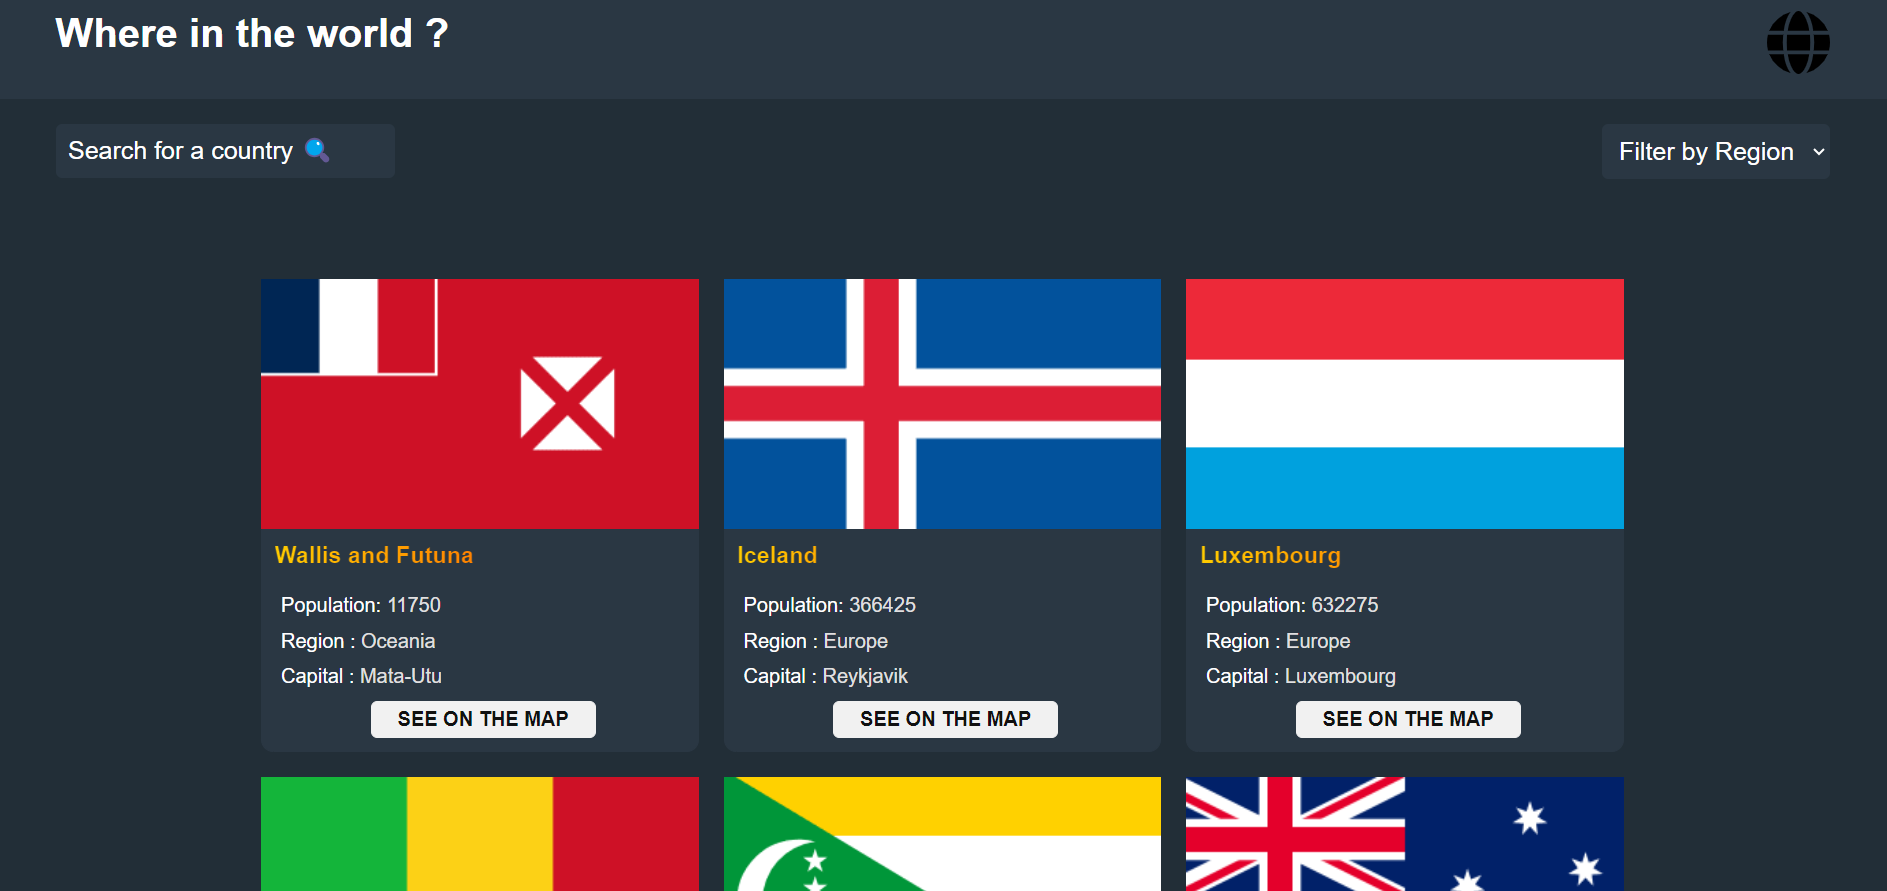 Where in the world ?
Search for a country 🔍
Filter by Region
Wallis and Futuna
Population: 11750
Region : Oceania
Capital : Mata-Utu
SEE ON THE MAP
Iceland
Population: 366425
Region : Europe
Capital : Reykjavik
SEE ON THE MAP
Luxembourg
Population: 632275
Region : Europe
Capital : Luxembourg
SEE ON THE MAP